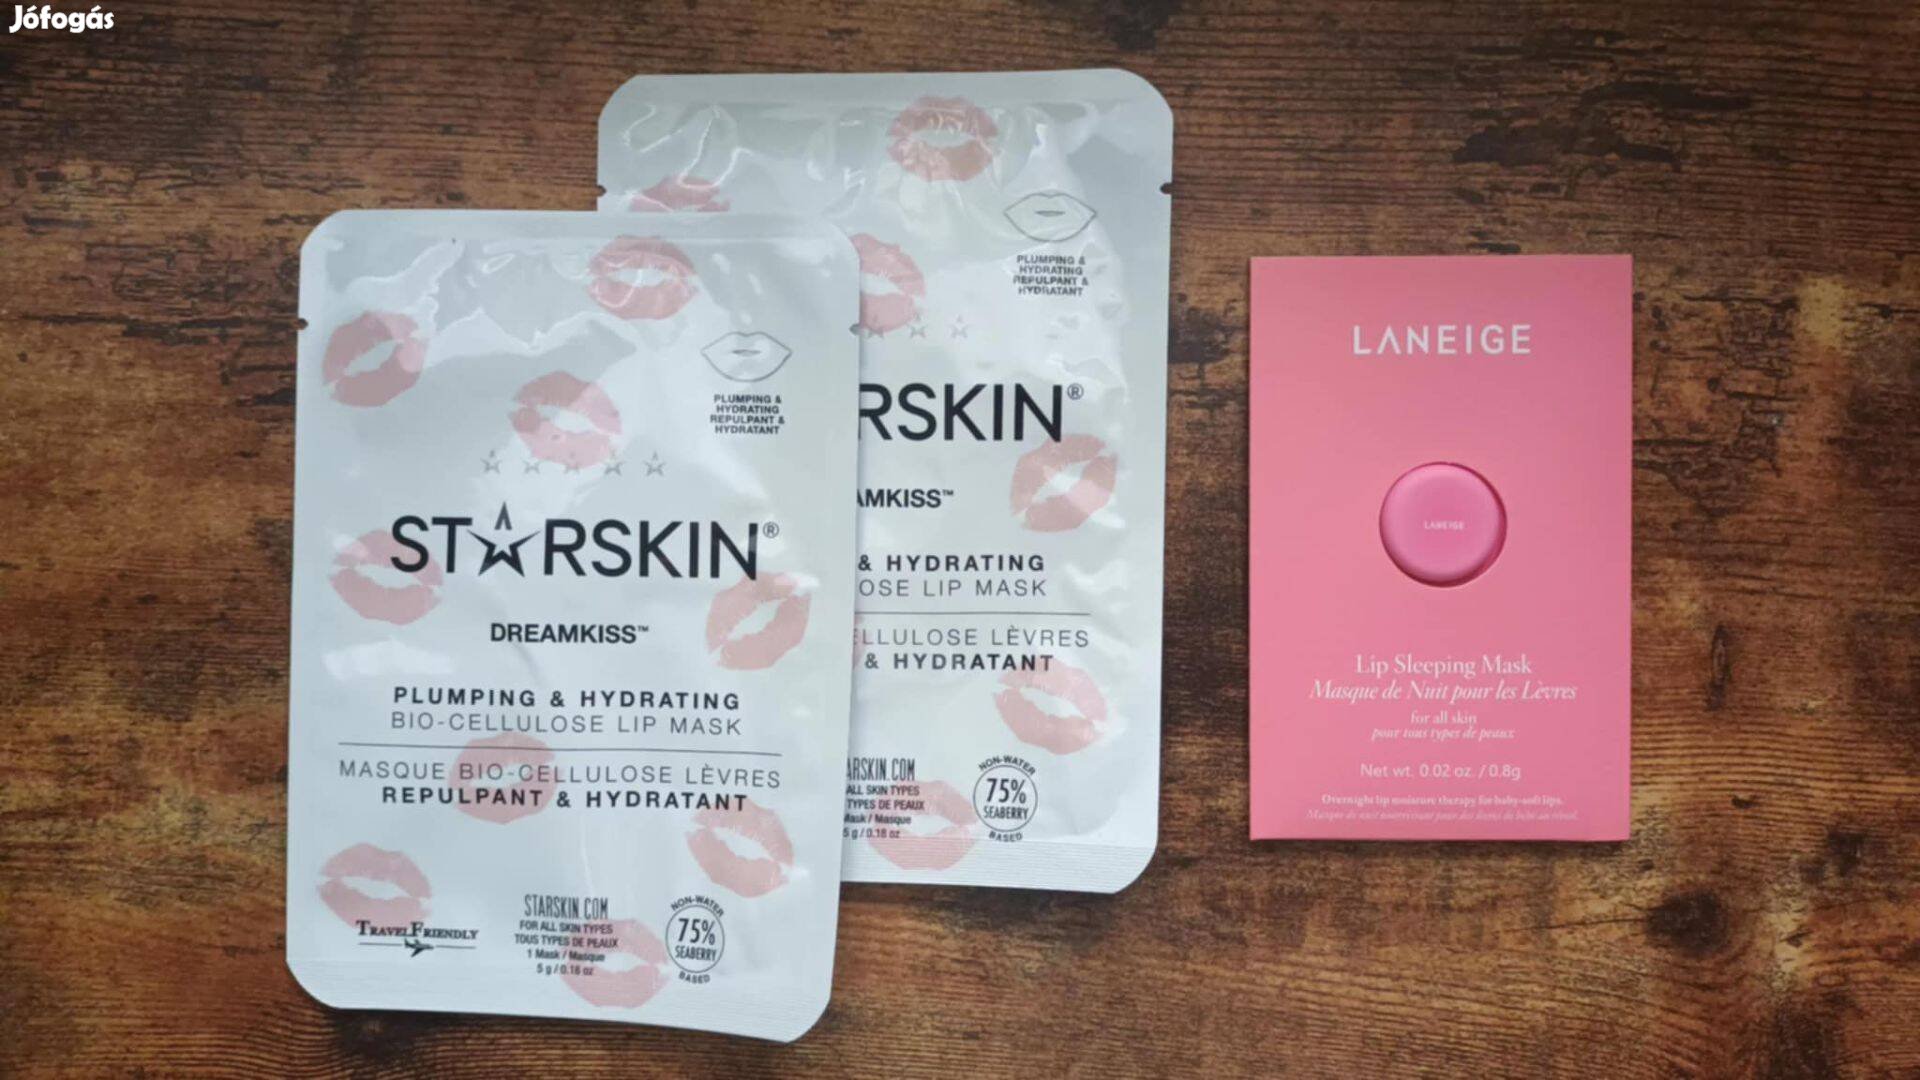 Jófogás
PLUMPING &
HYDRATING
REPULPANT &
HYDRATANT
STARSKIN®
DREAMKISS™
PLUMPING & HYDRATING
BIO-CELLULOSE LIP MASK
MASQUE BIO-CELLULOSE LÈVRES
REPULPANT & HYDRATANT
TRAVEL FRIENDLY
STARSKIN.COM
FOR ALL SKIN TYPES
TOUS TYPES DE PEAUX
1 Mask / Masque
5 g / 0.18 oz
NON-WATER
75%
SEABERRY
BASED
PLUMPING &
HYDRATING
REPULPANT &
HYDRATANT
RSKIN®
AMKISS™
& HYDRATING
OSE LIP MASK
ELLULOSE LÈVRES
& HYDRATANT
ARSKIN.COM
ALL SKIN TYPES
TYPES DE PEAUX
Mask / Masque
5 g / 0.18 oz
NON-WATER
75%
SEABERRY
BASED
LANEIGE
LANEIGE
Lip Sleeping Mask
Masque de Nuit pour les Lèvres
for all skin
pour tous types de peaux
Net wt. 0.02 oz. / 0.8g
Overnight lip moisture therapy for baby-soft lips.